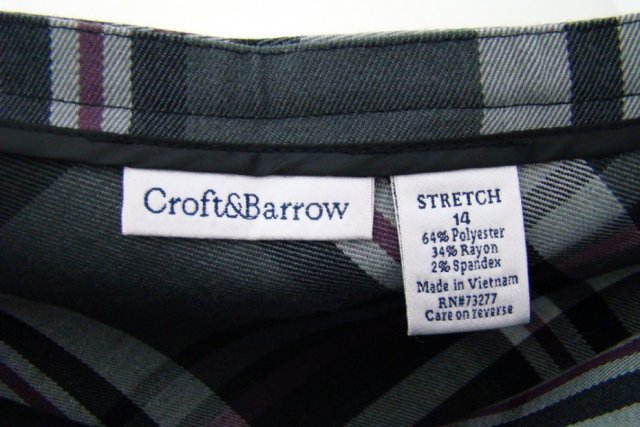 Croft&Barrow
STRETCH
14
64% Polyester
34% Rayon
2% Spandex
Made in Vietnam
RN#73277
Care on reverse